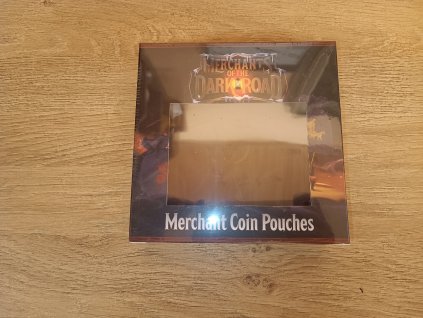 MERCHANTS
OF THE
DARK ROAD
Merchant Coin Pouches